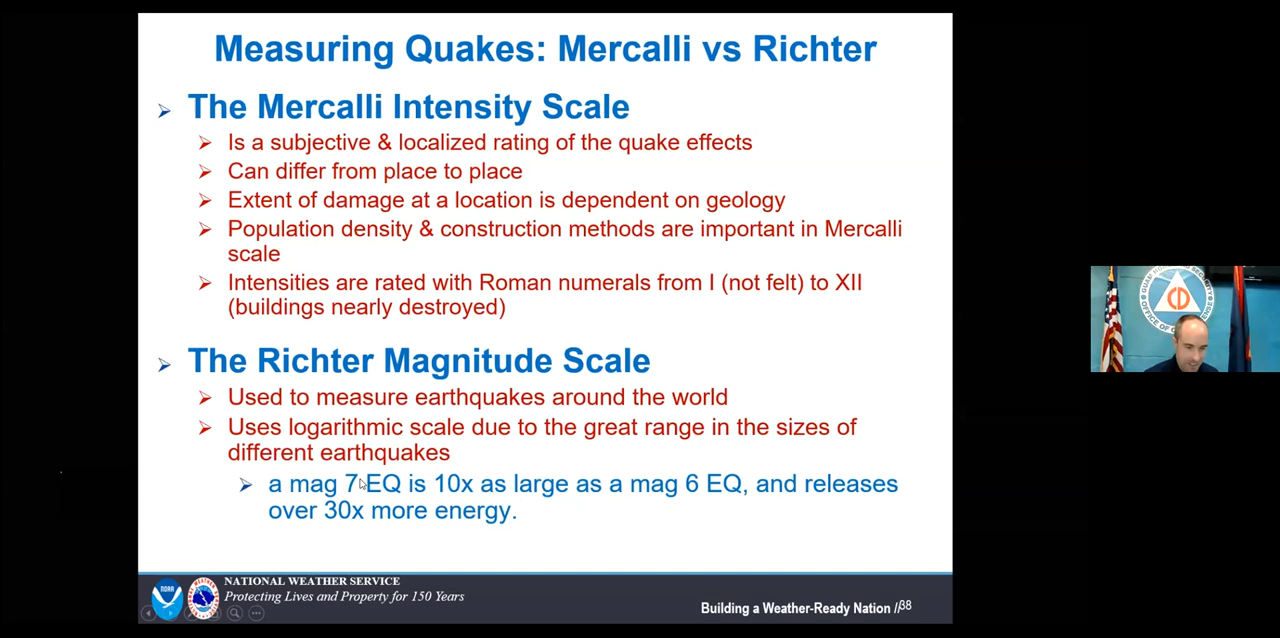 Measuring Quakes: Mercalli vs Richter
The Mercalli Intensity Scale
Is a subjective & localized rating of the quake effects
Can differ from place to place
Extent of damage at a location is dependent on geology
Population density & construction methods are important in Mercalli
scale
Intensities are rated with Roman numerals from I (not felt) to XII
(buildings nearly destroyed)
The Richter Magnitude Scale
Used to measure earthquakes around the world
Uses logarithmic scale due to the great range in the sizes of
different earthquakes
a mag 7 EQ is 10x as large as a mag 6 EQ, and releases
over 30x more energy.
NOAA
NATIONAL WEATHER SERVICE
Protecting Lives and Property for 150 Years
Building a Weather-Ready Nation // 38
CD